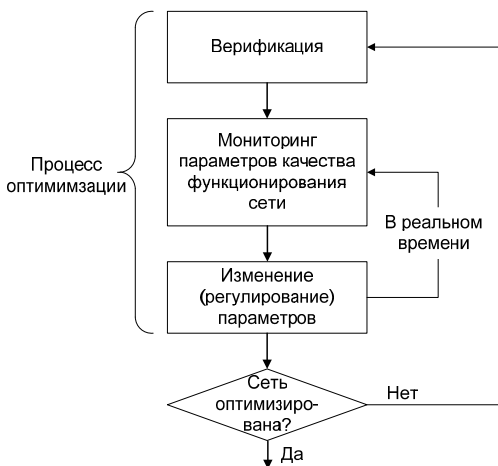 Верификация
Мониторинг
параметров качества
функционирования
сети
Процесс
оптимимзации
В реальном
времени
Изменение
(регулирование)
параметров
Сеть
оптимизиро-
вана?
Нет
Да